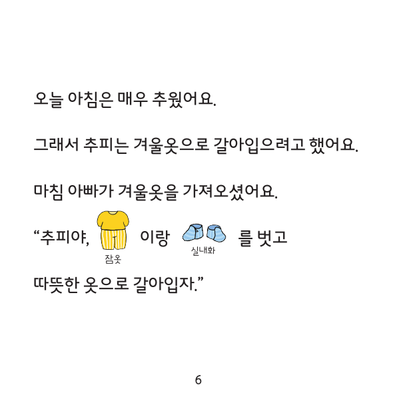 오늘 아침은 매우 추웠어요.
그래서 추피는 겨울옷으로 갈아입으려고 했어요.
마침 아빠가 겨울옷을 가져오셨어요.
“추피야, 잠옷 이랑 실내화 를 벗고
따뜻한 옷으로 갈아입자.”
6